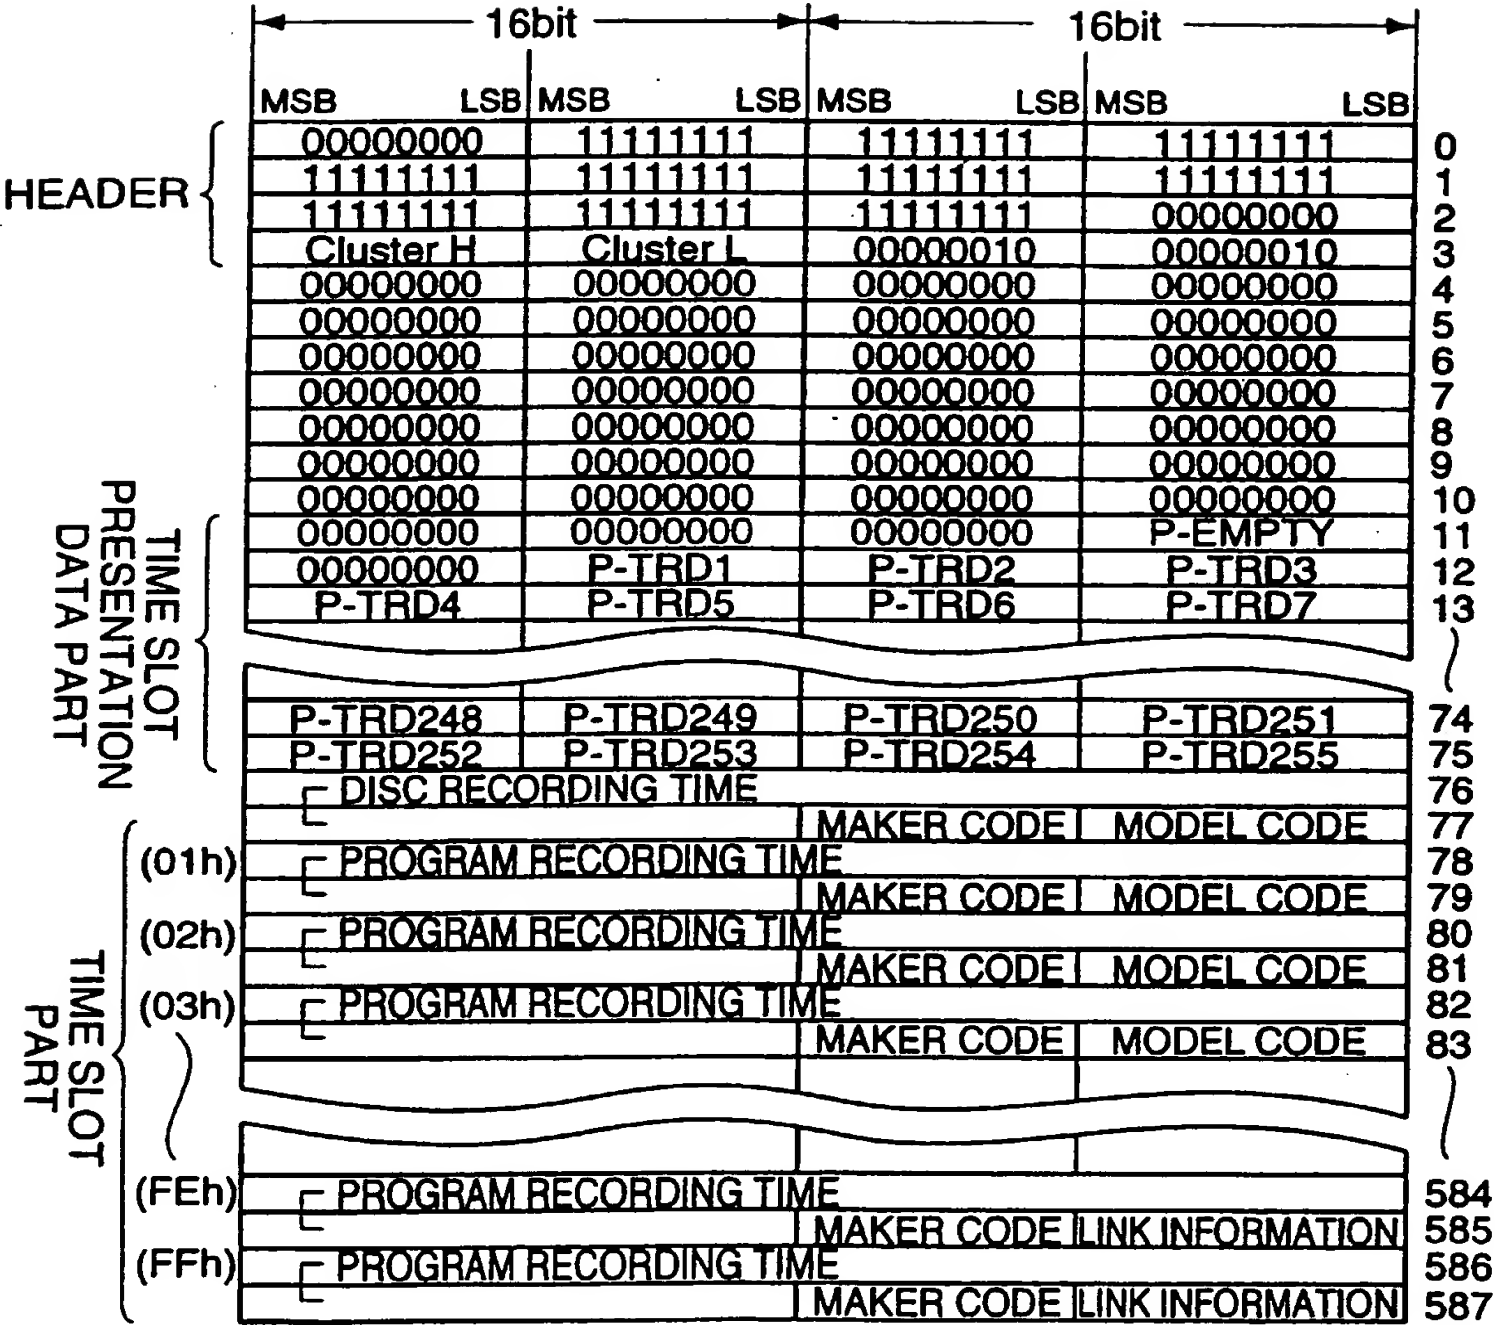 16bit 16bit
MSB LSB MSB LSB MSB LSB MSB LSB
HEADER
00000000 11111111 11111111 11111111 0
11111111 11111111 11111111 11111111 1
11111111 11111111 11111111 00000000 2
Cluster H Cluster L 00000010 00000010 3
00000000 00000000 00000000 00000000 4
00000000 00000000 00000000 00000000 5
00000000 00000000 00000000 00000000 6
00000000 00000000 00000000 00000000 7
00000000 00000000 00000000 00000000 8
00000000 00000000 00000000 00000000 9
00000000 00000000 00000000 00000000 10
TIME SLOT
PRESENTATION
DATA PART
00000000 00000000 00000000 P-EMPTY 11
00000000 P-TRD1 P-TRD2 P-TRD3 12
P-TRD4 P-TRD5 P-TRD6 P-TRD7 13
P-TRD248 P-TRD249 P-TRD250 P-TRD251 74
P-TRD252 P-TRD253 P-TRD254 P-TRD255 75
DISC RECORDING TIME 76
MAKER CODE MODEL CODE 77
TIME SLOT
PART
(01h) PROGRAM RECORDING TIME 78
MAKER CODE MODEL CODE 79
(02h) PROGRAM RECORDING TIME 80
MAKER CODE MODEL CODE 81
(03h) PROGRAM RECORDING TIME 82
MAKER CODE MODEL CODE 83
(FEh) PROGRAM RECORDING TIME 584
MAKER CODE LINK INFORMATION 585
(FFh) PROGRAM RECORDING TIME 586
MAKER CODE LINK INFORMATION 587